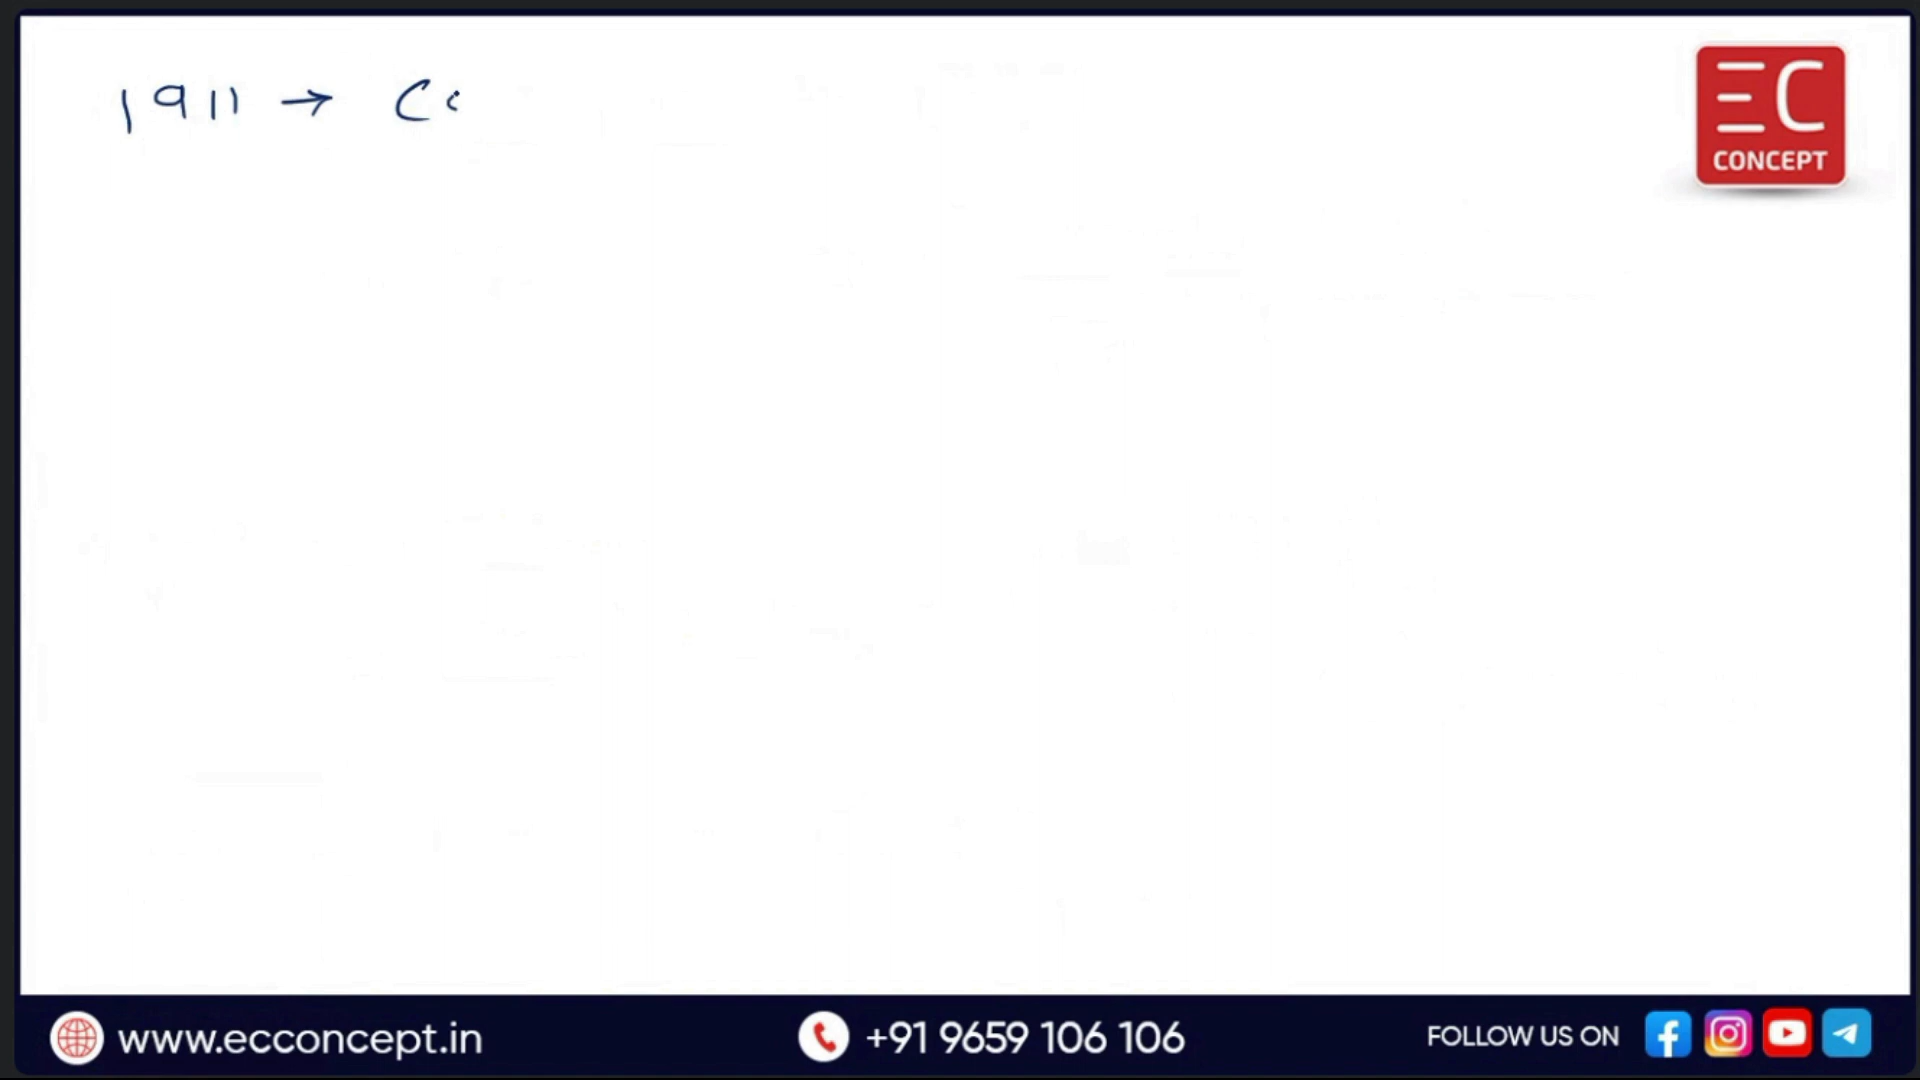 1911 →
EC
CONCEPT
www.ecconcept.in
+91 9659 106 106
FOLLOW US ON